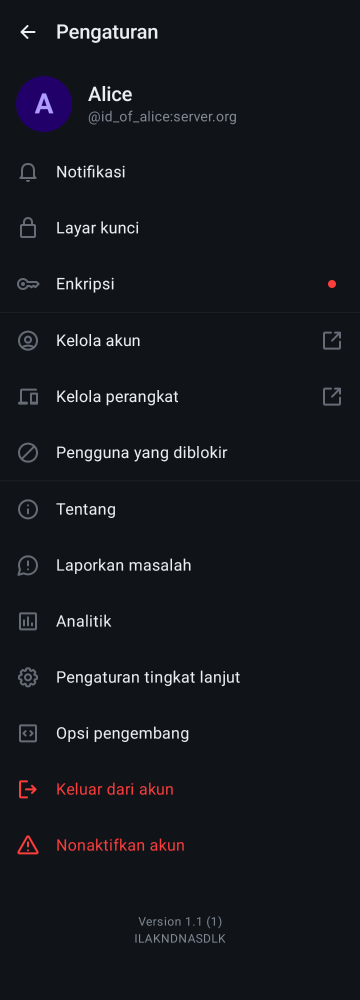 Pengaturan
A
Alice
@id_of_alice:server.org
Notifikasi
Layar kunci
Enkripsi
Kelola akun
Kelola perangkat
Pengguna yang diblokir
Tentang
Laporkan masalah
Analitik
Pengaturan tingkat lanjut
Opsi pengembang
Keluar dari akun
Nonaktifkan akun
Version 1.1 (1)
ILAKNDNASDLK